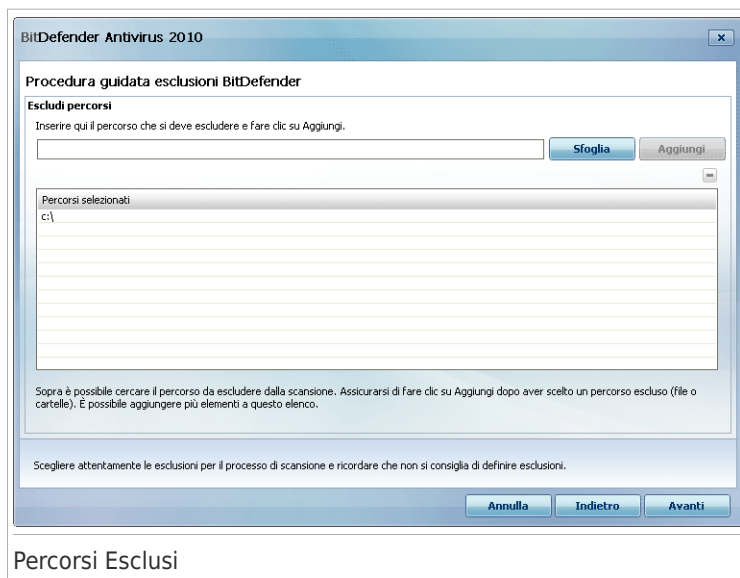 BitDefender Antivirus 2010
Procedura guidata esclusioni BitDefender
Escludi percorsi
Inserire qui il percorso che si deve escludere e fare clic su Aggiungi.
Sfoglia
Aggiungi
Percorsi selezionati
c:\
Sopra è possibile cercare il percorso da escludere dalla scansione. Assicurarsi di fare clic su Aggiungi dopo aver scelto un percorso escluso (file o
cartelle). È possibile aggiungere più elementi a questo elenco.
Scegliere attentamente le esclusioni per il processo di scansione e ricordare che non si consiglia di definire esclusioni.
Annulla
Indietro
Avanti
Percorsi Esclusi